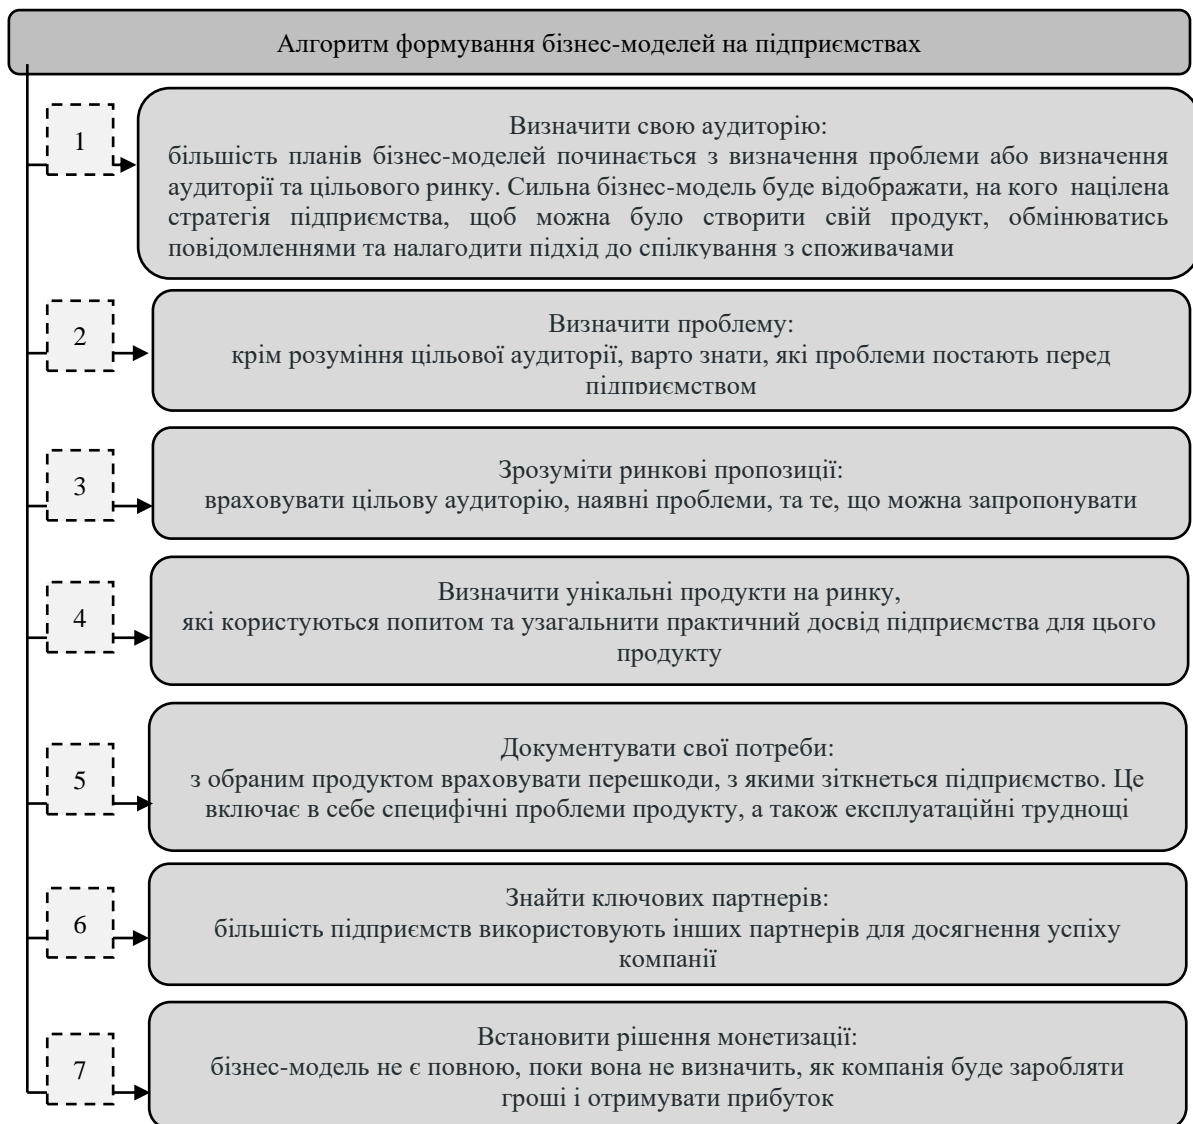 Алгоритм формування бізнес-моделей на підприємствах
1
Визначити свою аудиторію:
більшість планів бізнес-моделей починається з визначення проблеми або визначення
аудиторії та цільового ринку. Сильна бізнес-модель буде відображати, на кого націлена
стратегія підприємства, щоб можна було створити свій продукт, обмінюватись
повідомленнями та налагодити підхід до спілкування з споживачами
2
Визначити проблему:
крім розуміння цільової аудиторії, варто знати, які проблеми постають перед
підприємством
3
Зрозуміти ринкові пропозиції:
враховувати цільову аудиторію, наявні проблеми, та те, що можна запропонувати
4
Визначити унікальні продукти на ринку,
які користуються попитом та узагальнити практичний досвід підприємства для цього
продукту
5
Документувати свої потреби:
з обраним продуктом враховувати перешкоди, з якими зіткнеться підприємство. Це
включає в себе специфічні проблеми продукту, а також експлуатаційні труднощі
6
Знайти ключових партнерів:
більшість підприємств використовують інших партнерів для досягнення успіху
компанії
7
Встановити рішення монетизації:
бізнес-модель не є повною, поки вона не визначить, як компанія буде заробляти
гроші і отримувати прибуток